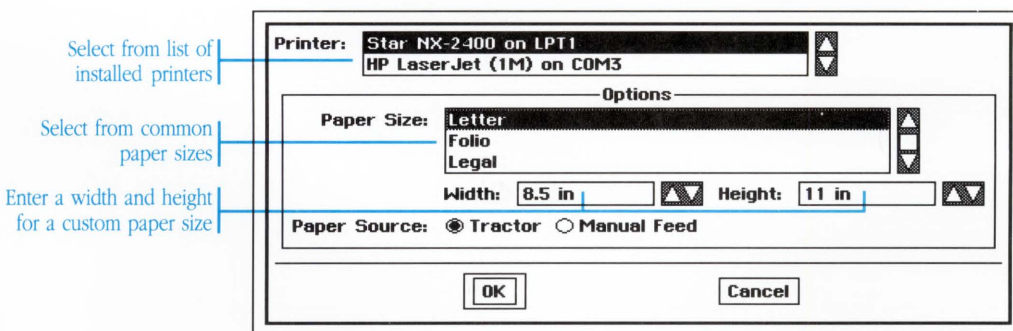 Select from list of
installed printers
Select from common
paper sizes
Enter a width and height
for a custom paper size
Printer: Star NX-2400 on LPT1
HP LaserJet (1M) on COM3
Options
Paper Size: Letter
Folio
Legal
Width: 8.5 in Height: 11 in
Paper Source: Tractor Manual Feed
OK Cancel